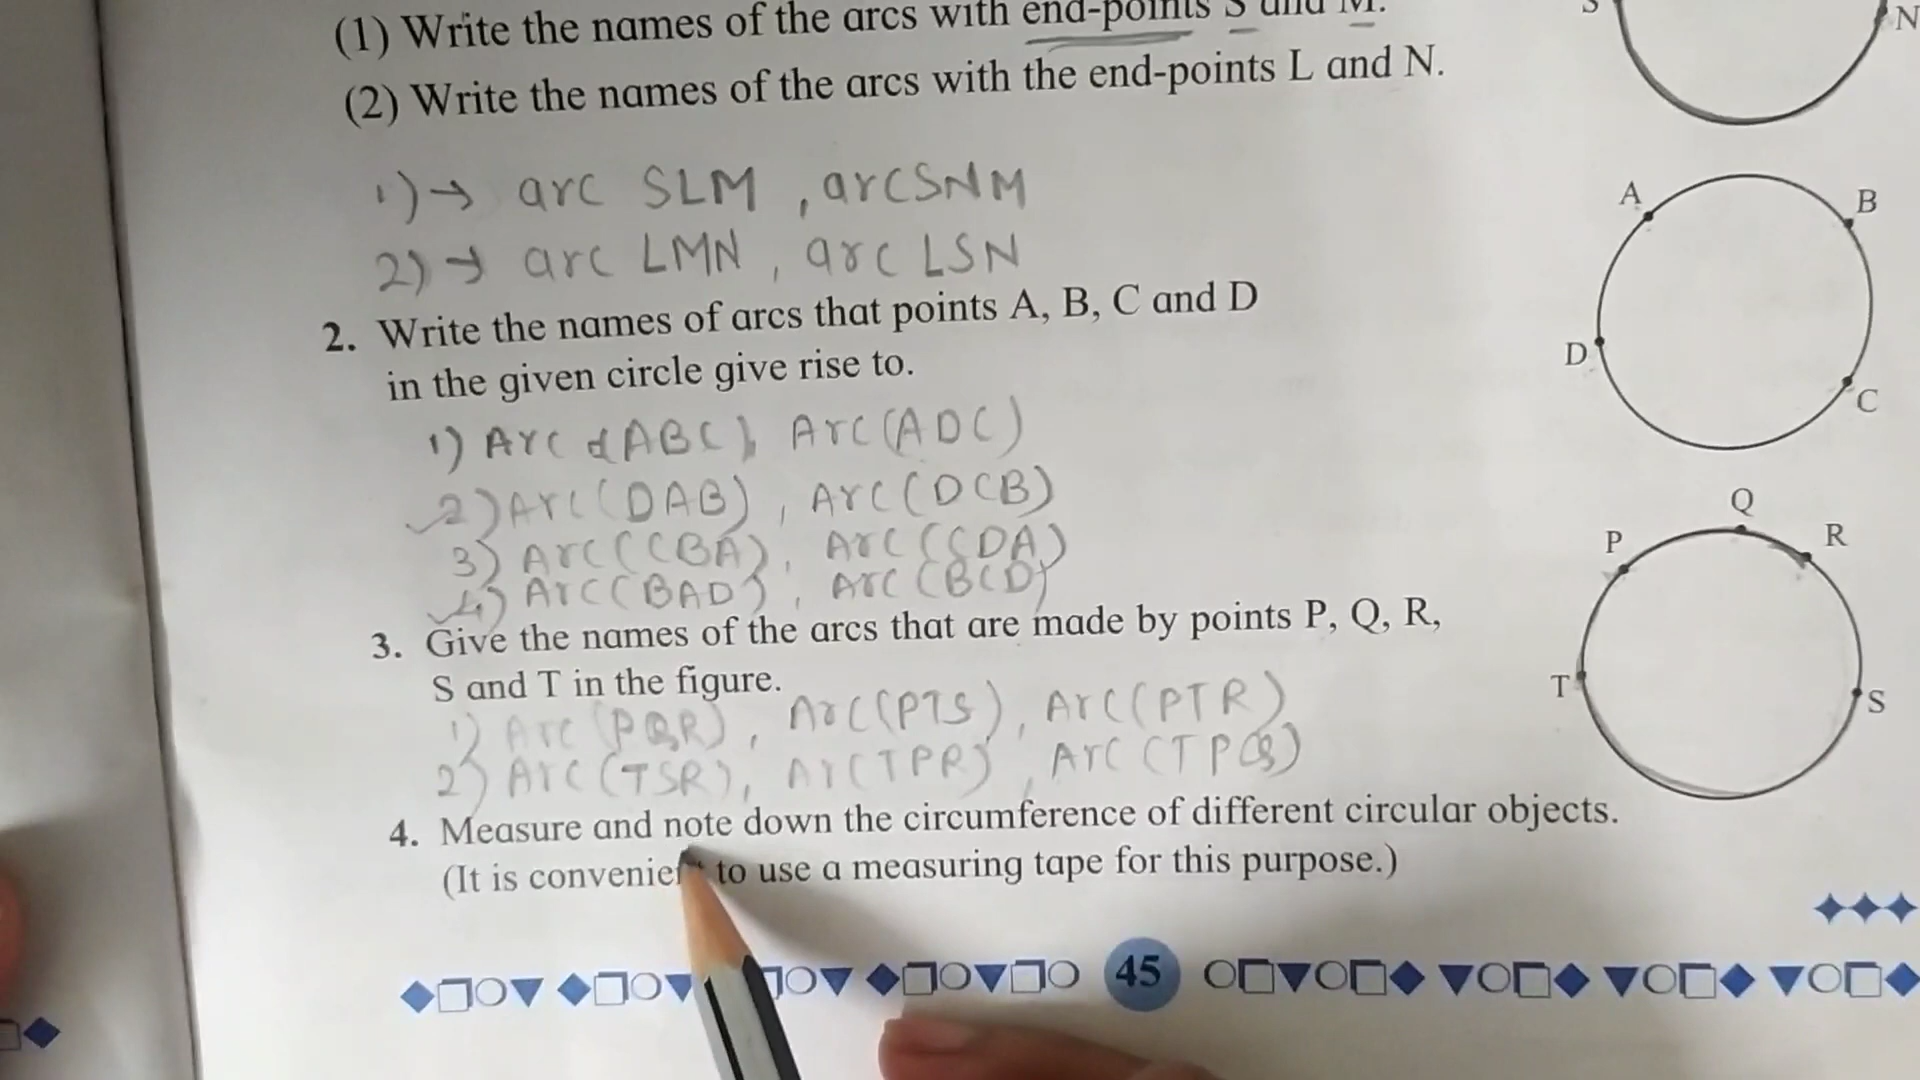 (1) Write the names of the arcs with end-points S and M.
(2) Write the names of the arcs with the end-points L and N.
1)→ arc SLM , arc SNM
2)→ arc LMN , arc LSN
2. Write the names of arcs that points A, B, C and D
in the given circle give rise to.
1) Arc (ABC), Arc (ADC)
2) Arc (DAB) , Arc (DCB)
3) Arc (CBA) , Arc (CDA)
4) Arc (BAD) , Arc (BCD)
3. Give the names of the arcs that are made by points P, Q, R,
S and T in the figure.
1) Arc (PQR) , Arc (PTS) , Arc (PTR)
2) Arc (TSR), Arc (TPR) , Arc (TPQ)
4. Measure and note down the circumference of different circular objects.
(It is convenient to use a measuring tape for this purpose.)
45
S
N
A
B
D
C
Q
P
R
T
S